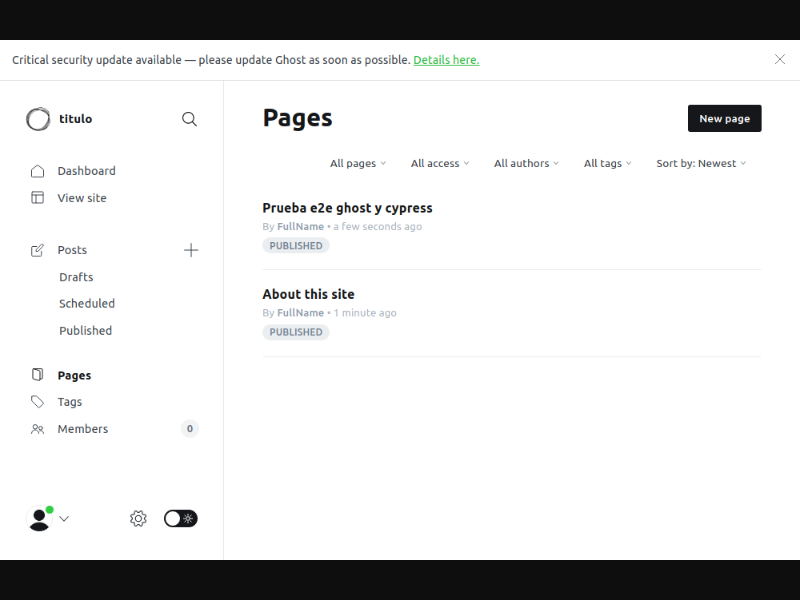 Critical security update available — please update Ghost as soon as possible. Details here.
titulo
Dashboard
View site
Posts
Drafts
Scheduled
Published
Pages
Tags
Members 0
Pages
New page
All pages All access All authors All tags Sort by: Newest
Prueba e2e ghost y cypress
By FullName • a few seconds ago
PUBLISHED
About this site
By FullName • 1 minute ago
PUBLISHED